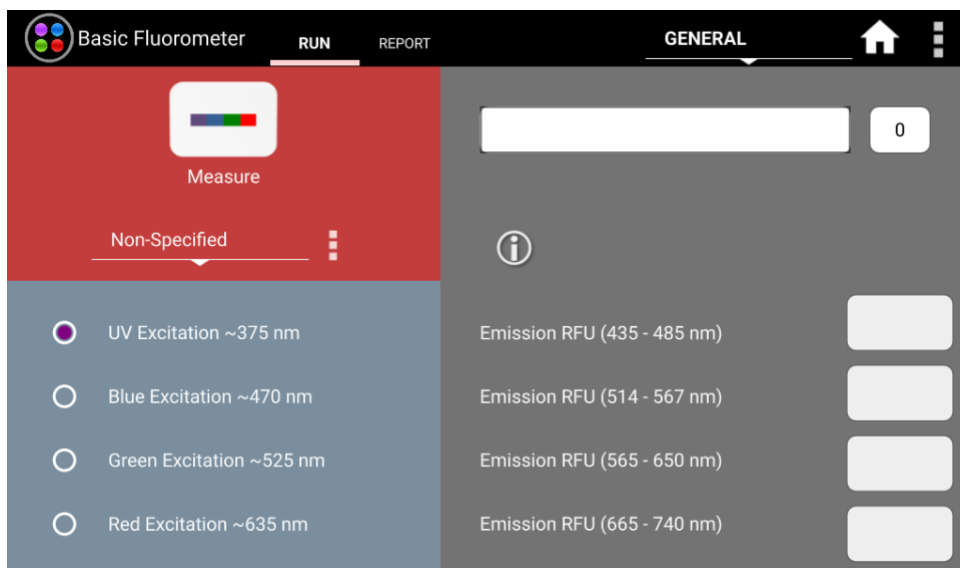 Basic Fluorometer RUN REPORT GENERAL
0
Measure
Non-Specified
UV Excitation ~375 nm Emission RFU (435 - 485 nm)
Blue Excitation ~470 nm Emission RFU (514 - 567 nm)
Green Excitation ~525 nm Emission RFU (565 - 650 nm)
Red Excitation ~635 nm Emission RFU (665 - 740 nm)